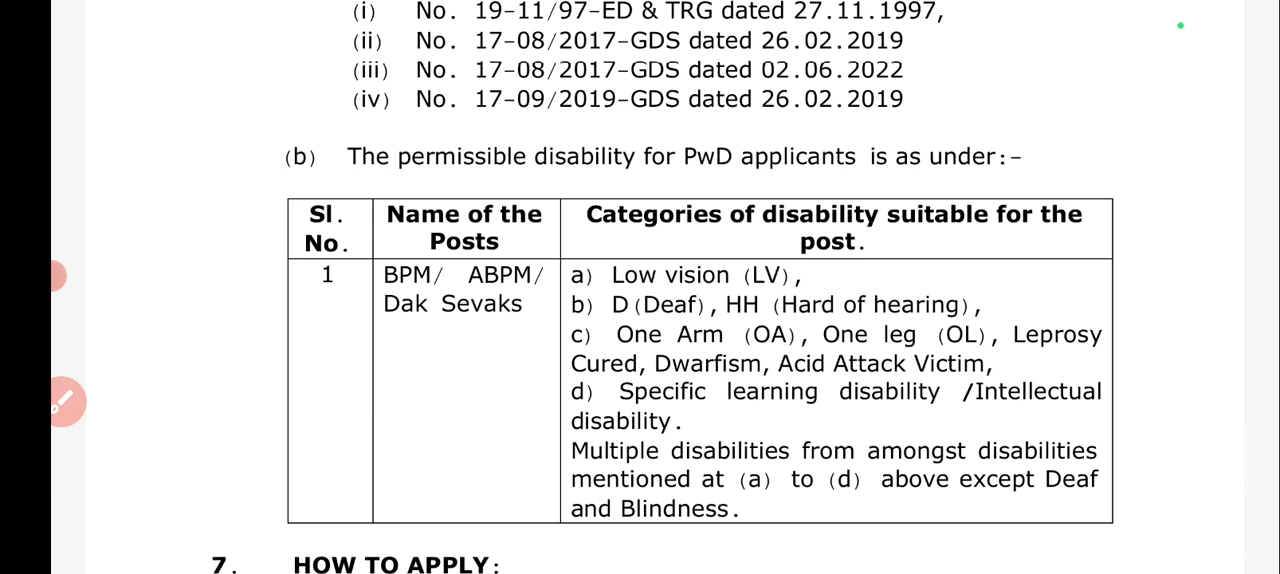 (i) No. 19-11/97-ED & TRG dated 27.11.1997,
(ii) No. 17-08/2017-GDS dated 26.02.2019
(iii) No. 17-08/2017-GDS dated 02.06.2022
(iv) No. 17-09/2019-GDS dated 26.02.2019
(b) The permissible disability for PwD applicants is as under:-
Sl. No. Name of the Posts Categories of disability suitable for the post.
1 BPM/ ABPM/ Dak Sevaks
a) Low vision (LV),
b) D(Deaf), HH (Hard of hearing),
c) One Arm (OA), One leg (OL), Leprosy
Cured, Dwarfism, Acid Attack Victim,
d) Specific learning disability /Intellectual
disability.
Multiple disabilities from amongst disabilities
mentioned at (a) to (d) above except Deaf
and Blindness.
7. HOW TO APPLY: